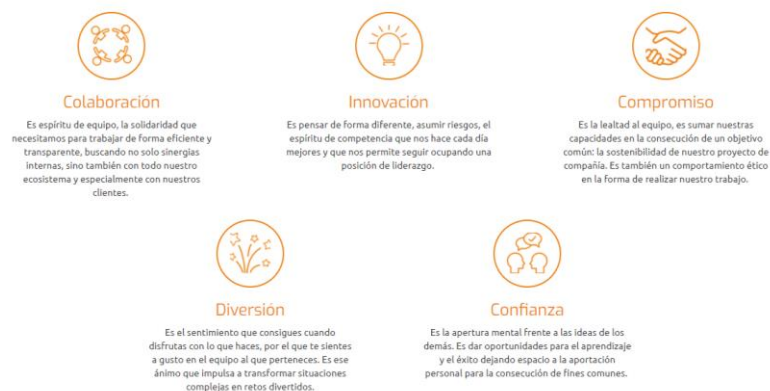 Colaboración
Es espíritu de equipo, la solidaridad que
necesitamos para trabajar de forma eficiente y
transparente, buscando no solo sinergias
internas, sino también con todo nuestro
ecosistema y especialmente con nuestros
clientes.
Innovación
Es pensar de forma diferente, asumir riesgos, el
espíritu de competencia que nos hace cada día
mejores y que nos permite seguir ocupando una
posición de liderazgo.
Compromiso
Es la lealtad al equipo, es sumar nuestras
capacidades en la consecución de un objetivo
común: la sostenibilidad de nuestro proyecto de
compañía. Es también un comportamiento ético
en la forma de realizar nuestro trabajo.
Diversión
Es el sentimiento que consigues cuando
disfrutas con lo que haces, por el que te sientes
a gusto en el equipo al que perteneces. Es ese
ánimo que impulsa a transformar situaciones
complejas en retos divertidos.
Confianza
Es la apertura mental frente a las ideas de los
demás. Es dar oportunidades para el aprendizaje
y el éxito dejando espacio a la aportación
personal para la consecución de fines comunes.